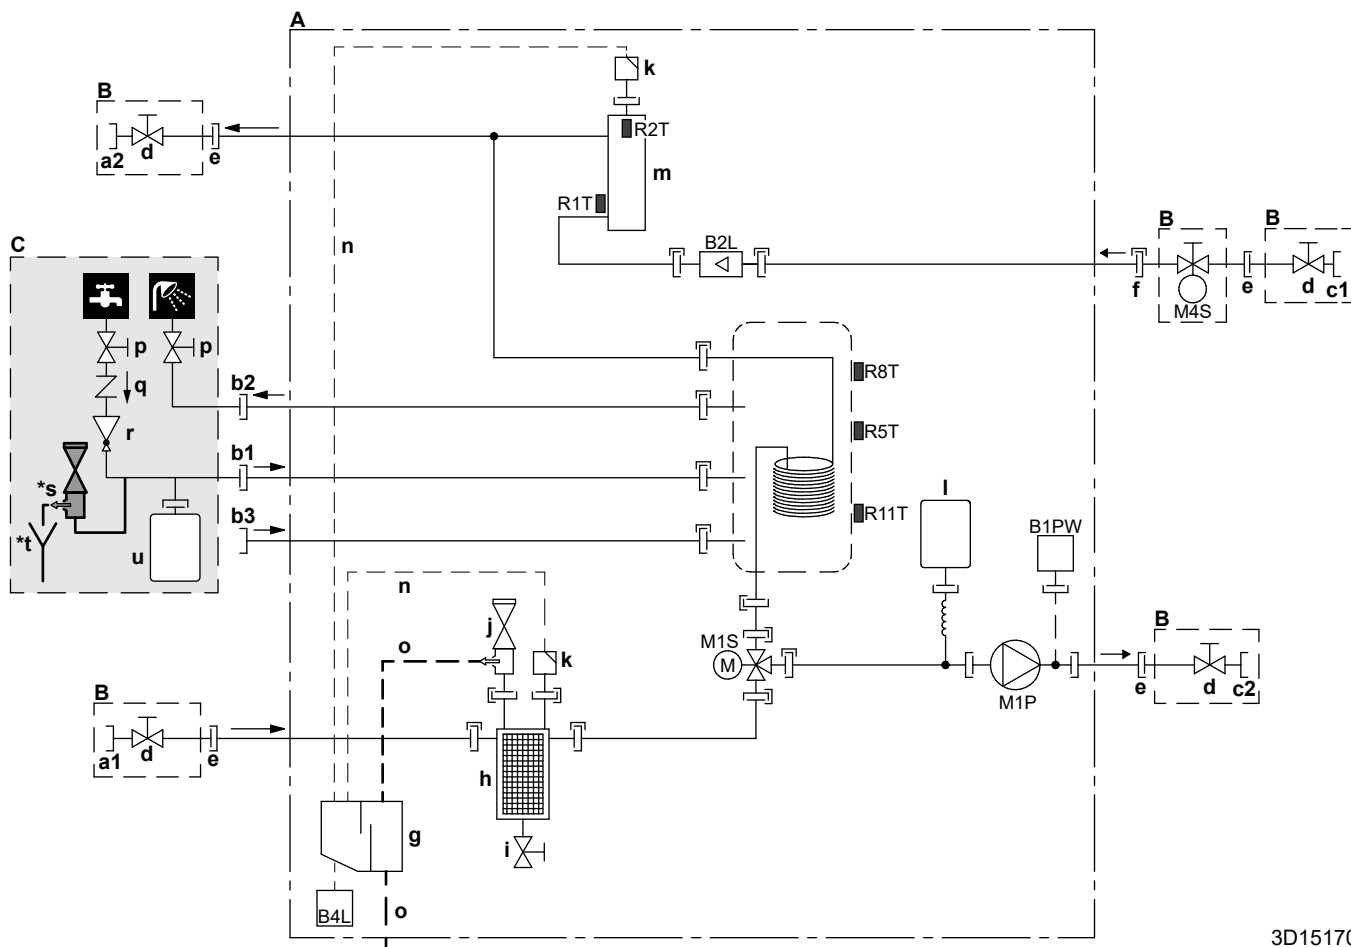 A
B
k
R2T
a2
d
e
m
R1T
n
B2L
B
B
f
M4S
e
d
c1
C
p
p
q
b2
R8T
r
R5T
b1
*s
R11T
l
b3
*t
u
B1PW
n
j
o
k
M1S
M
B
e
d
c2
M1P
B
a1
d
e
h
g
i
B4L
o
3D15170